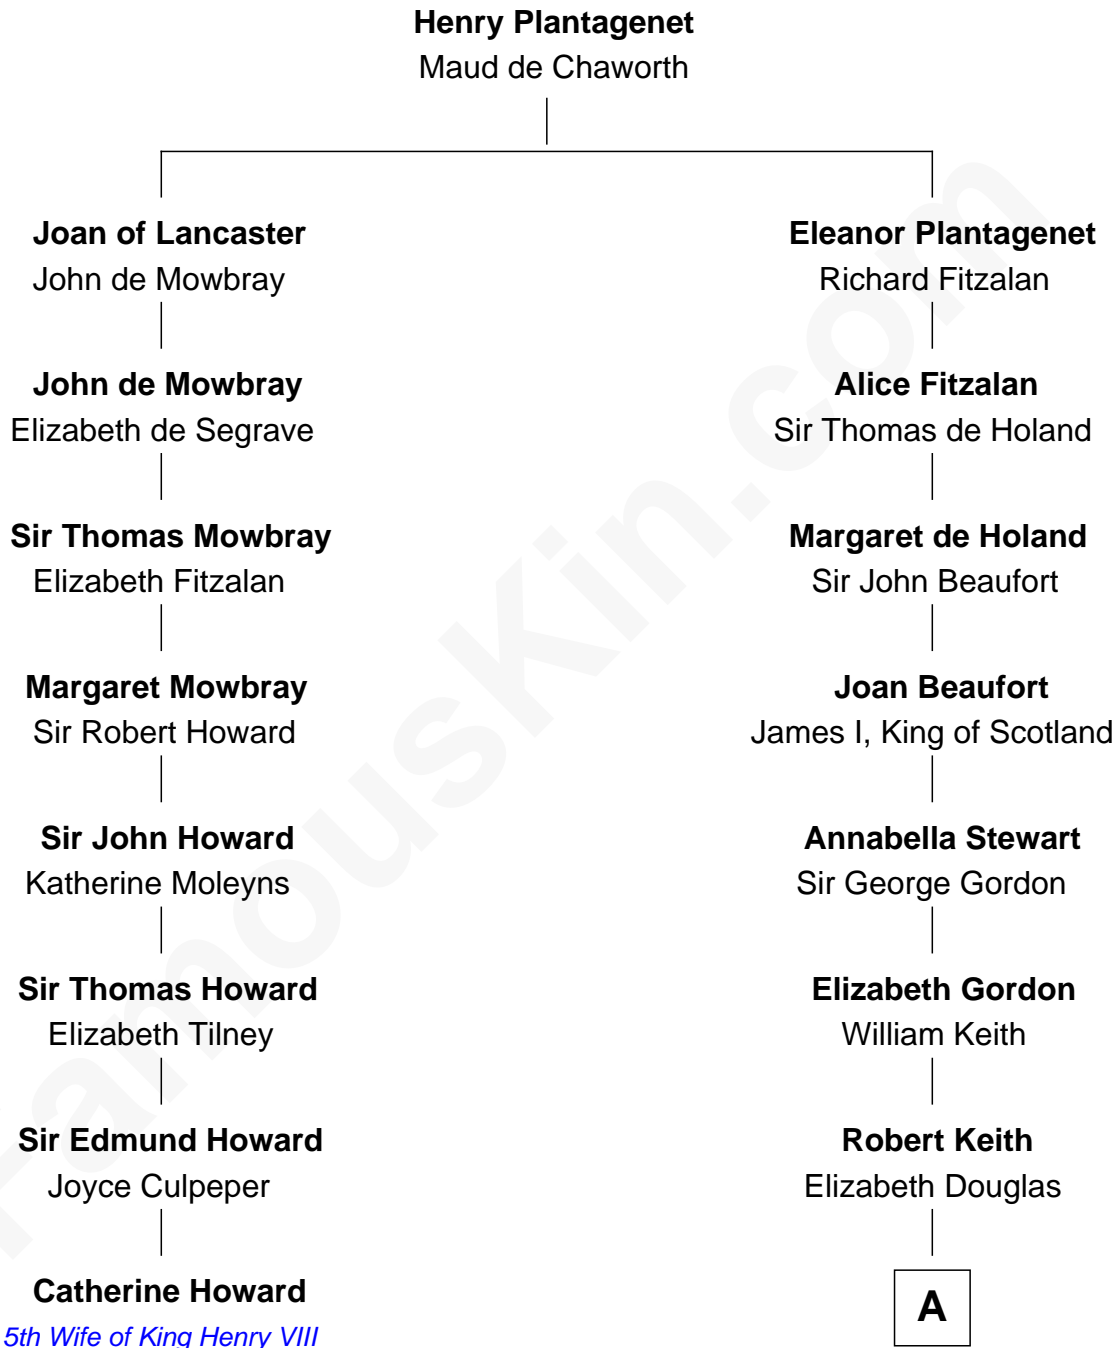 Henry Plantagenet
Maud de Chaworth
Joan of Lancaster
John de Mowbray
Eleanor Plantagenet
Richard Fitzalan
John de Mowbray
Elizabeth de Segrave
Alice Fitzalan
Sir Thomas de Holand
Sir Thomas Mowbray
Elizabeth Fitzalan
Margaret de Holand
Sir John Beaufort
Margaret Mowbray
Sir Robert Howard
Joan Beaufort
James I, King of Scotland
Sir John Howard
Katherine Moleyns
Annabella Stewart
Sir George Gordon
Sir Thomas Howard
Elizabeth Tilney
Elizabeth Gordon
William Keith
Sir Edmund Howard
Joyce Culpeper
Robert Keith
Elizabeth Douglas
Catherine Howard
5th Wife of King Henry VIII
A
FamousKin.com